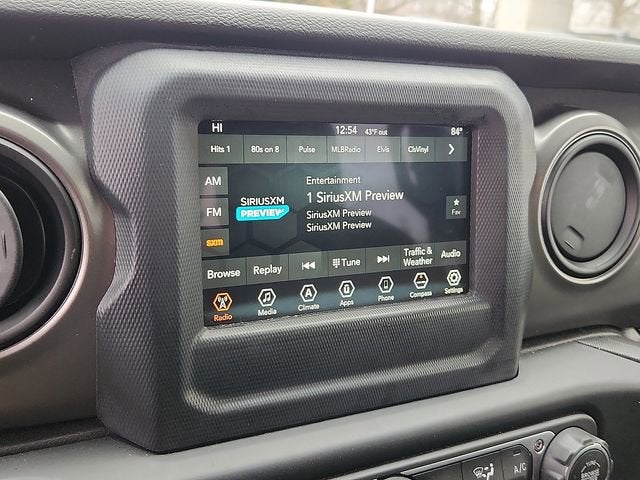 HI 12:54 43°F out 84°
Hits 1 80s on 8 Pulse MLBRadio Elvis ClsVinyl >
AM
FM
sxm
SIRIUSXM
PREVIEW
Entertainment
1 SiriusXM Preview
SiriusXM Preview
SiriusXM Preview
★
Fav
Browse Replay Tune Traffic & Weather Audio
Radio Media Climate Apps Phone Compass Settings
A/C
BROWSE